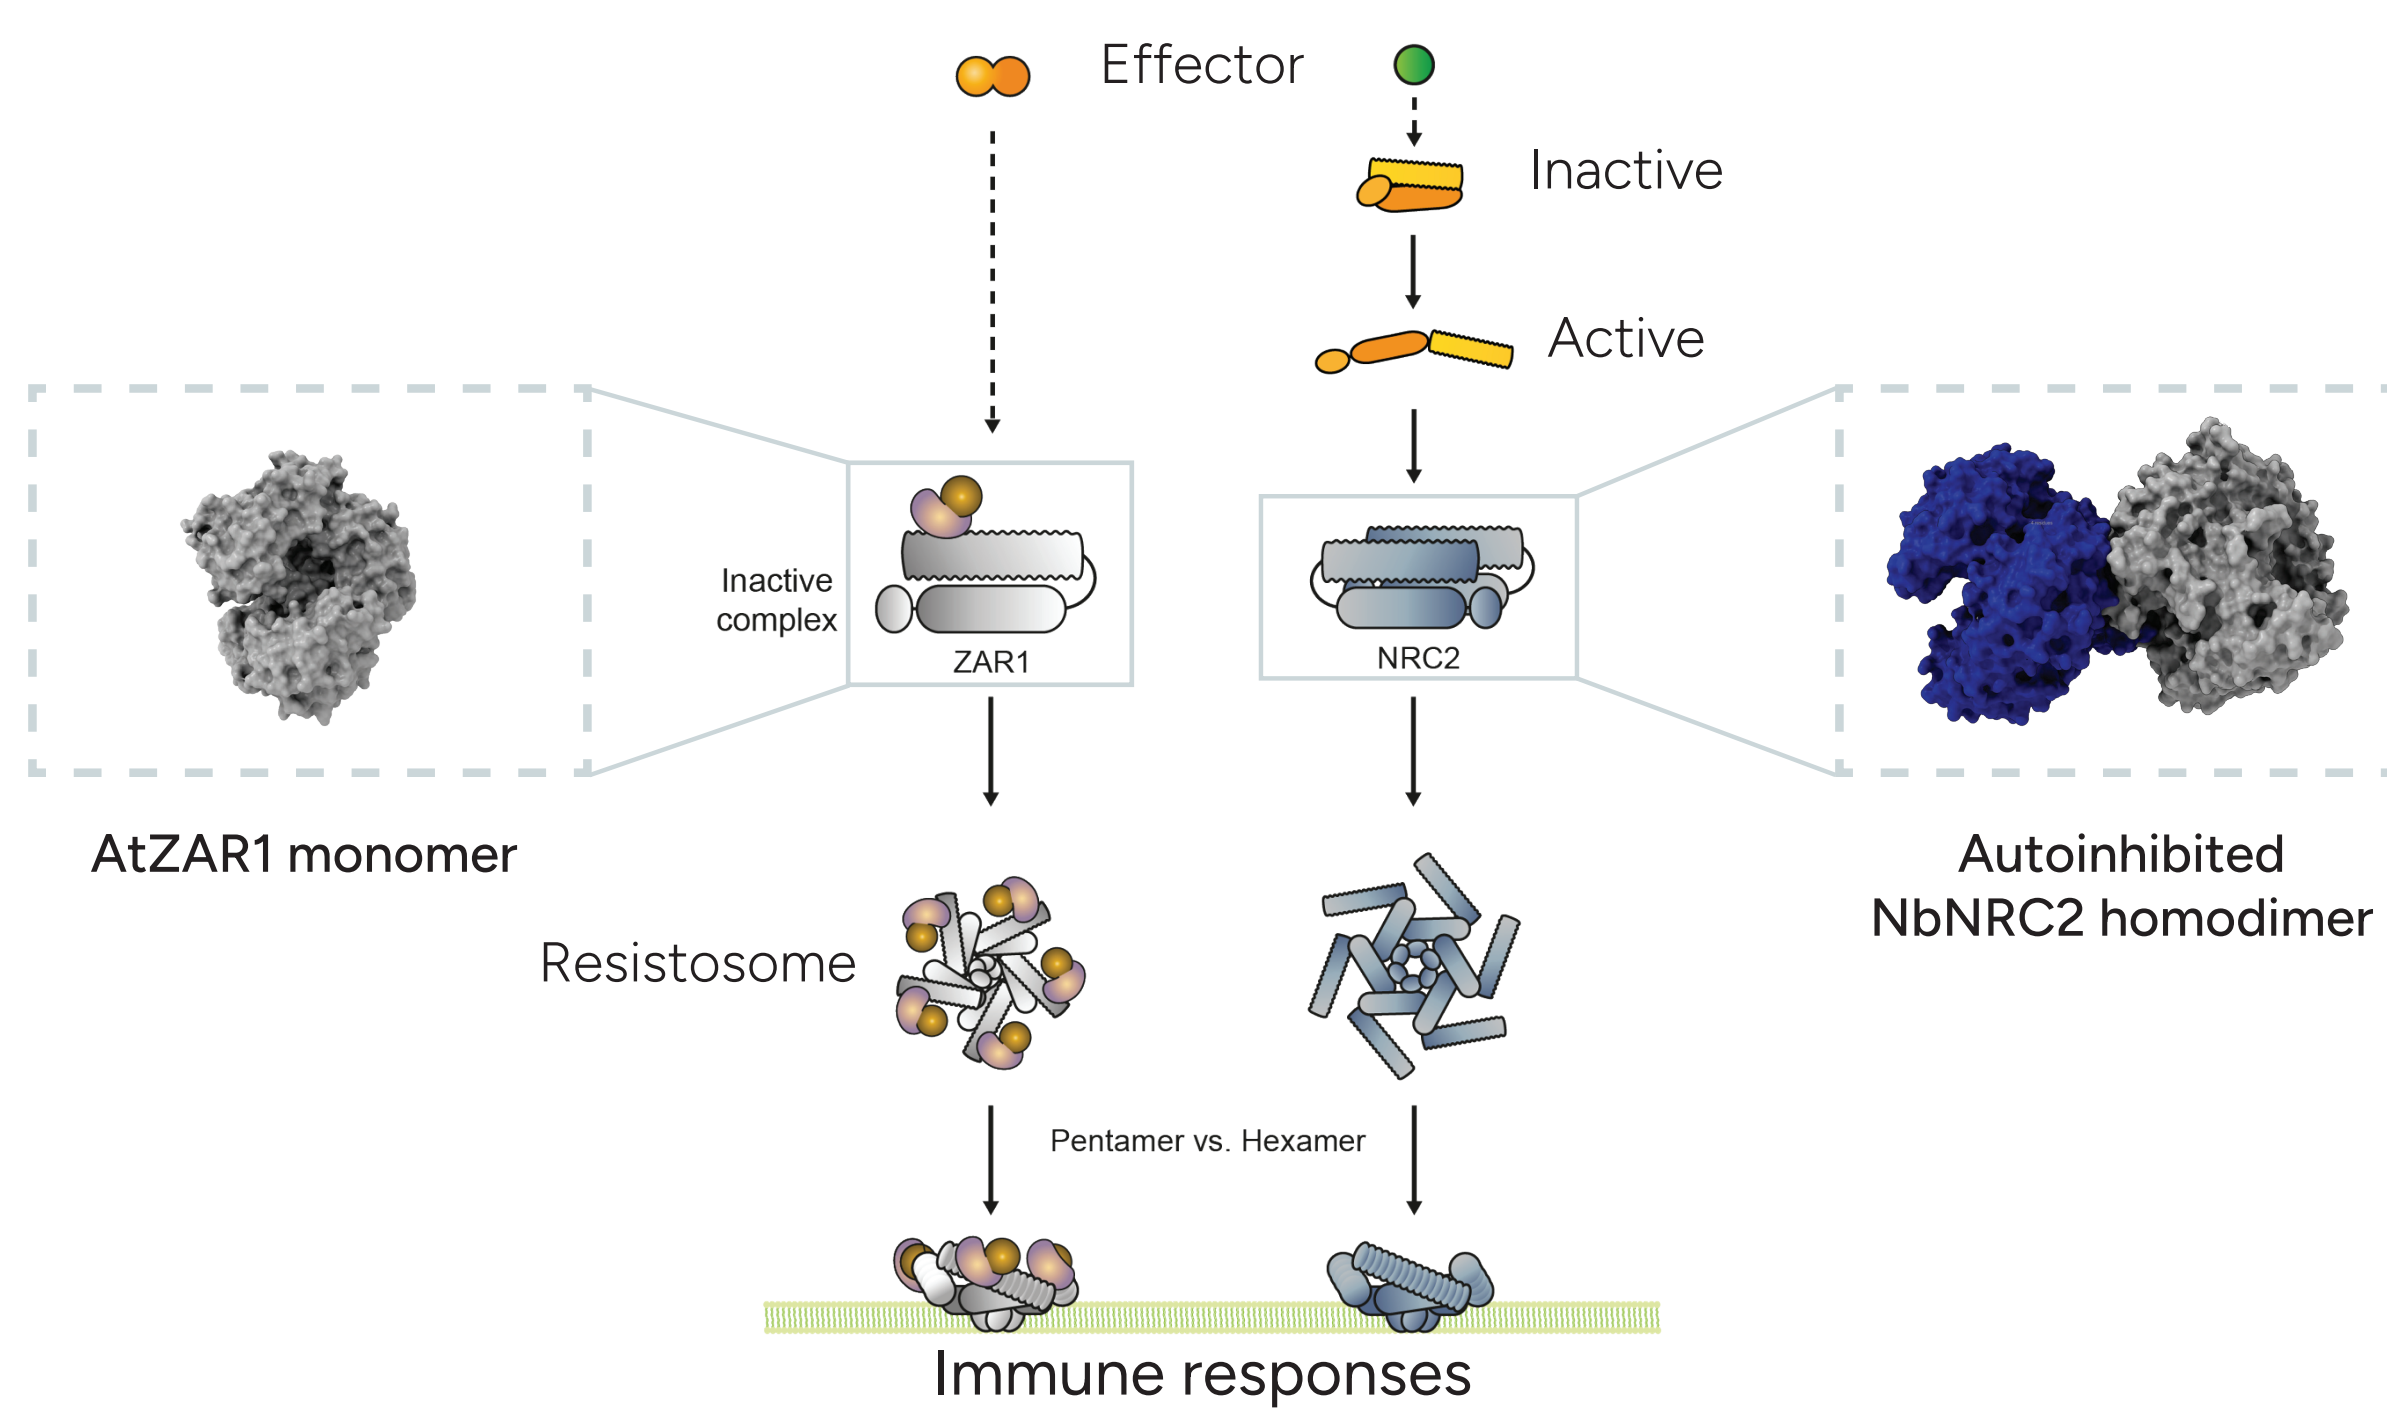 Effector
Inactive
Active
Inactive
complex
ZAR1
NRC2
AtZAR1 monomer
Autoinhibited
NbNRC2 homodimer
Resistosome
Pentamer vs. Hexamer
Immune responses